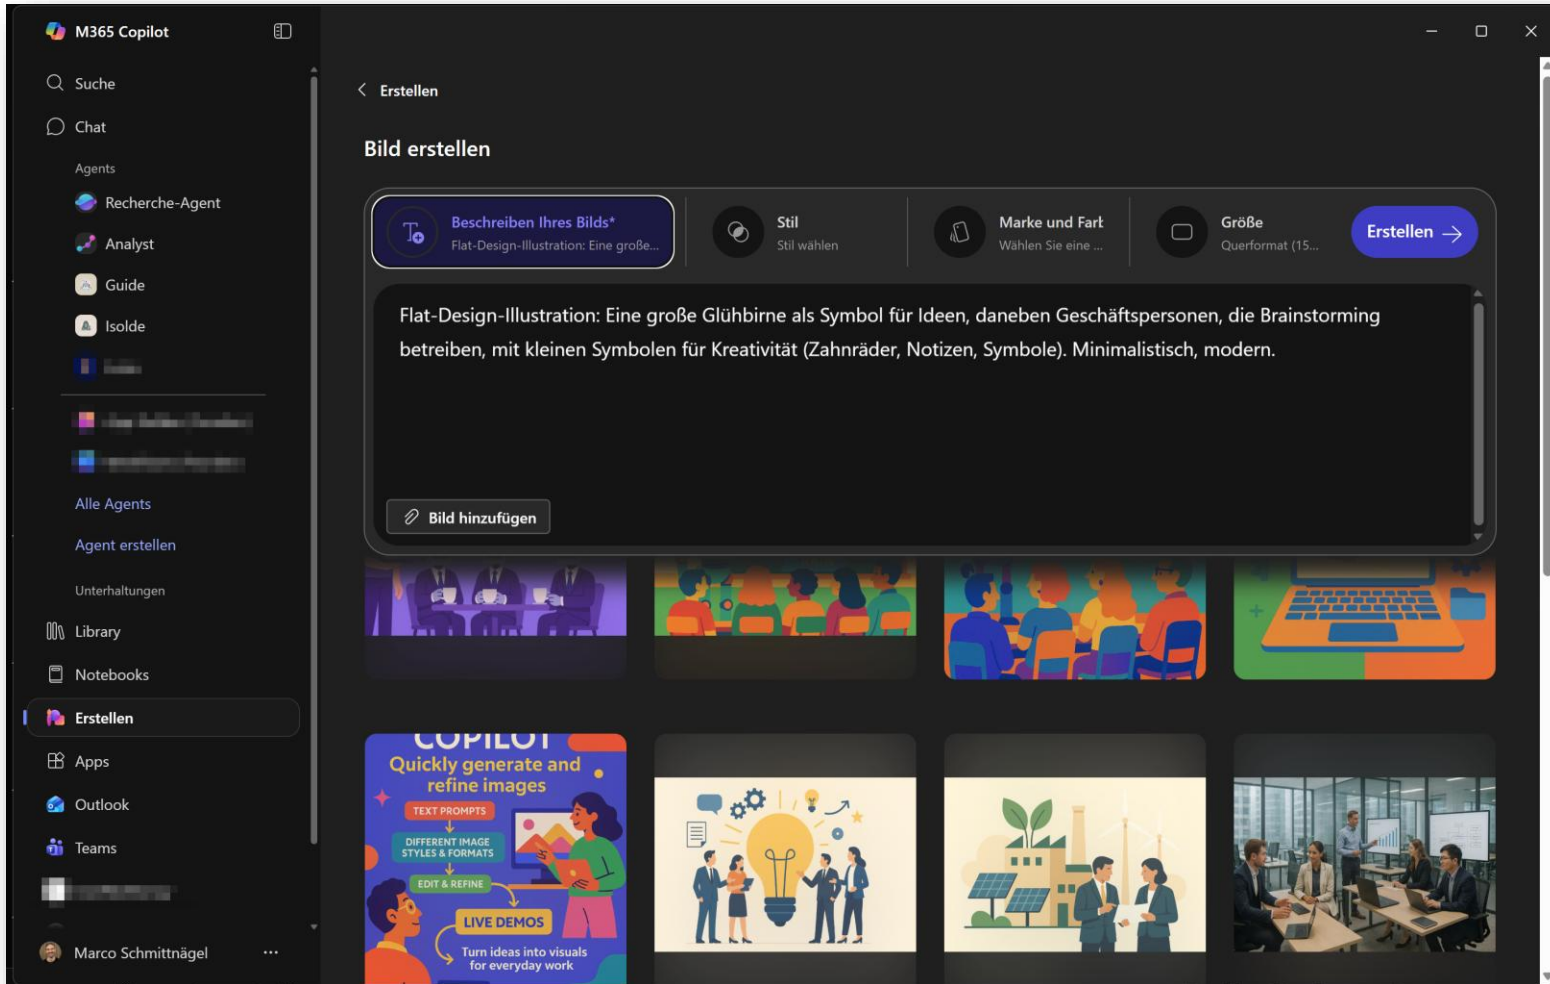 M365 Copilot
Suche
Chat
Agents
Recherche-Agent
Analyst
Guide
Isolde
Alle Agents
Agent erstellen
Unterhaltungen
Library
Notebooks
Erstellen
Apps
Outlook
Teams
Marco Schmittnägel
Erstellen
Bild erstellen
Beschreiben Ihres Bilds*
Flat-Design-Illustration: Eine große...
Stil
Stil wählen
Marke und Fart
Wählen Sie eine ...
Größe
Querformat (15...
Erstellen
Flat-Design-Illustration: Eine große Glühbirne als Symbol für Ideen, daneben Geschäftspersonen, die Brainstorming
betreiben, mit kleinen Symbolen für Kreativität (Zahnräder, Notizen, Symbole). Minimalistisch, modern.
Bild hinzufügen
COPILOT
Quickly generate and
refine images
TEXT PROMPTS
DIFFERENT IMAGE
STYLES & FORMATS
EDIT & REFINE
LIVE DEMOS
Turn ideas into visuals
for everyday work